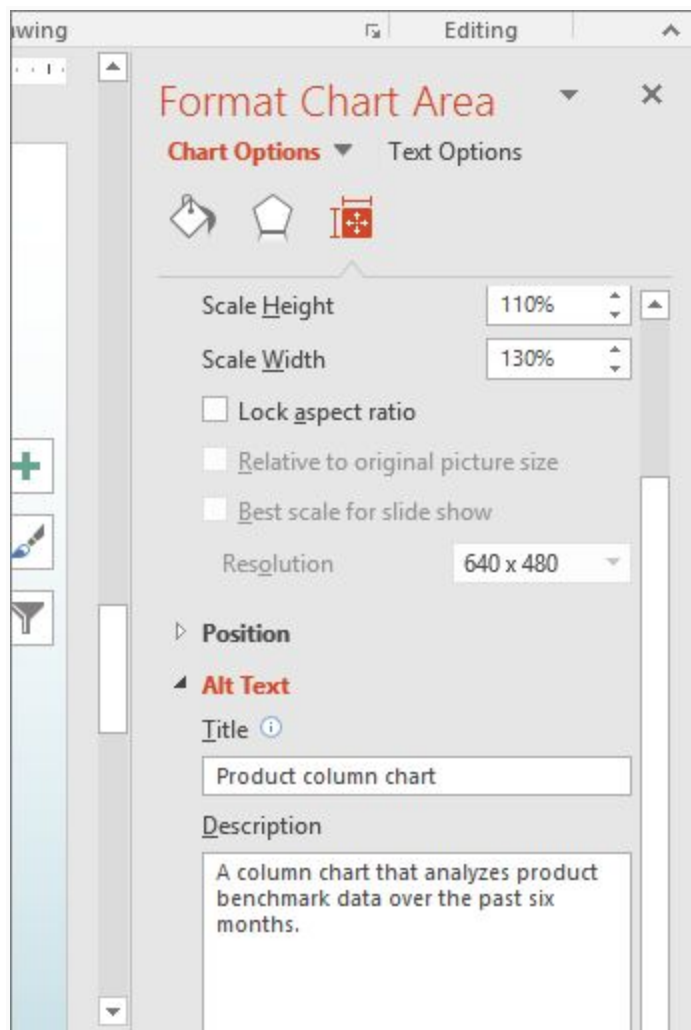 Editing
Format Chart Area
Chart Options Text Options
Scale Height 110%
Scale Width 130%
Lock aspect ratio
Relative to original picture size
Best scale for slide show
Resolution 640 x 480
Position
Alt Text
Title
Product column chart
Description
A column chart that analyzes product
benchmark data over the past six
months.